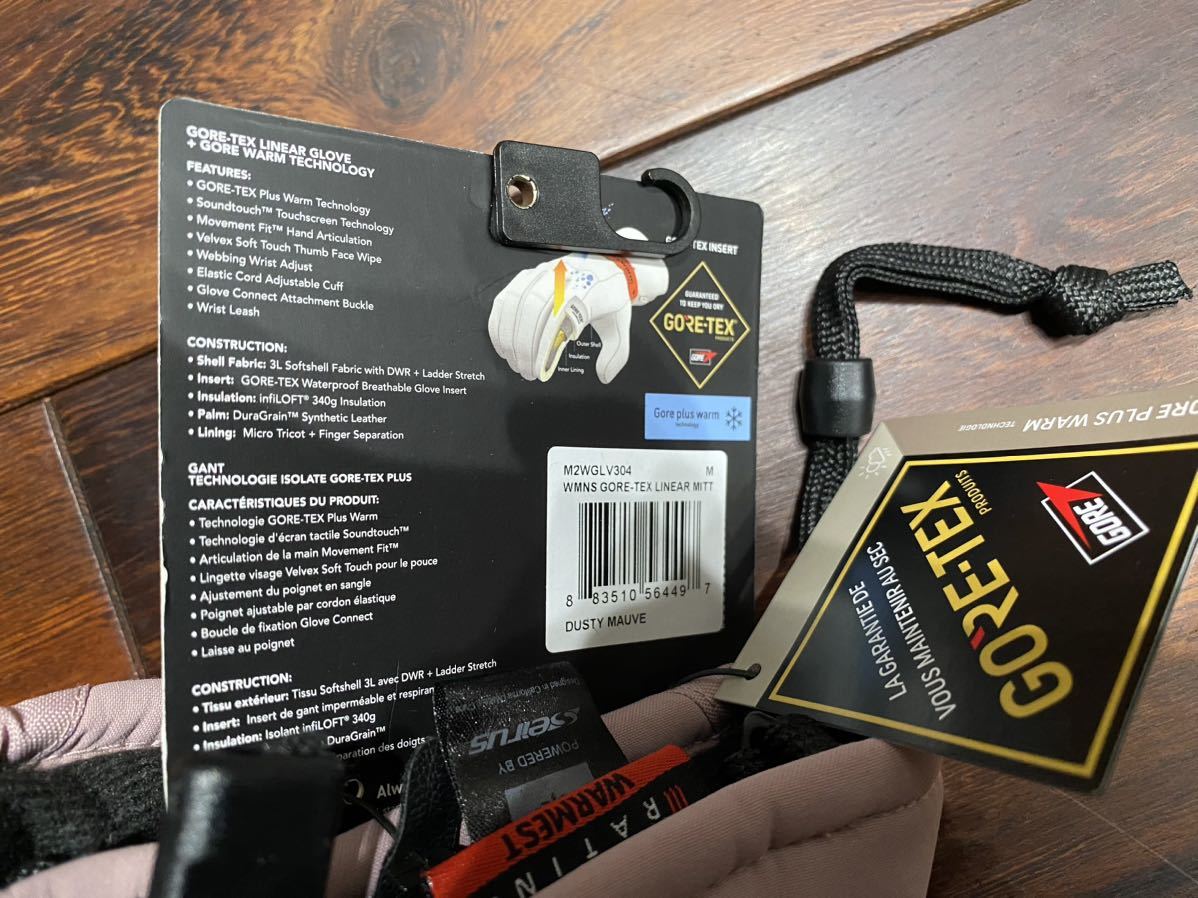 GORE-TEX LINEAR GLOVE
+ GORE WARM TECHNOLOGY
FEATURES:
• GORE-TEX Plus Warm Technology
• Soundtouch™ Touchscreen Technology
• Movement Fit™ Hand Articulation
• Velvex Soft Touch Thumb Face Wipe
• Webbing Wrist Adjust
• Elastic Cord Adjustable Cuff
• Glove Connect Attachment Buckle
• Wrist Leash
CONSTRUCTION:
• Shell Fabric: 3L Softshell Fabric with DWR + Ladder Stretch
• Insert: GORE-TEX Waterproof Breathable Glove Insert
• Insulation: infiLOFT® 340g Insulation
• Palm: DuraGrain™ Synthetic Leather
• Lining: Micro Tricot + Finger Separation
GANT
TECHNOLOGIE ISOLATE GORE-TEX PLUS
CARACTÉRISTIQUES DU PRODUIT:
• Technologie GORE-TEX Plus Warm
• Technologie d'écran tactile Soundtouch™
• Articulation de la main Movement Fit™
• Lingette visage Velvex Soft Touch pour le pouce
• Ajustement du poignet en sangle
• Poignet ajustable par cordon élastique
• Boucle de fixation Glove Connect
• Laisse au poignet
CONSTRUCTION:
• Tissu extérieur: Tissu Softshell 3L avec DWR + Ladder Stretch
• Insert: Insert de gant imperméable et respiran
• Insulation: Isolant infiLOFT® 340g
DuraGrain™
paration des doigts
Alw
TEX INSERT
Outer Shell
Insulation
Inner Lining
GUARANTEED
TO KEEP YOU DRY
GORE-TEX
PRODUCTS
GORE
Gore plus warm
technology
M2WGLV304 M
WMNS GORE-TEX LINEAR MITT
8 83510 56449 7
DUSTY MAUVE
Designed in California
Seirus
POWERED BY
WARMEST
RATIN
ORE PLUS WARM
TECHNOLOGIE
GORE
GORE-TEX
PRODUITS
LA GARANTIE DE
VOUS MAINTENIR AU SEC